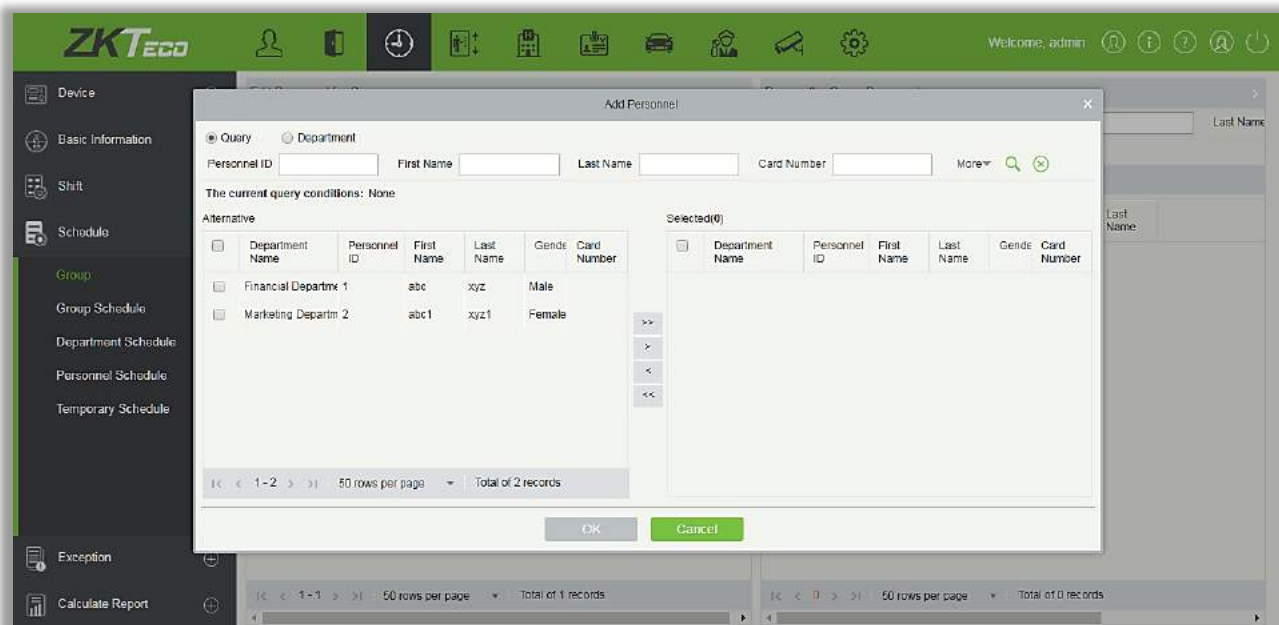 ZKTECO
Welcome, admin
Device
Basic Information
Shift
Schedule
Group
Group Schedule
Department Schedule
Personnel Schedule
Temporary Schedule
Exception
Calculate Report
Add Personnel
Query Department
Personnel ID First Name Last Name Card Number More
The current query conditions: None
Alternative
Department Name Personnel ID First Name Last Name Gende Card Number
Financial Departme 1 abc xyz Male
Marketing Departm 2 abc1 xyz1 Female
1-2 50 rows per page Total of 2 records
>>
>
<
<<
Selected(0)
Department Name Personnel ID First Name Last Name Gende Card Number
OK Cancel
Last Name
Last Name
1-1 50 rows per page Total of 1 records
0 50 rows per page Total of 0 records